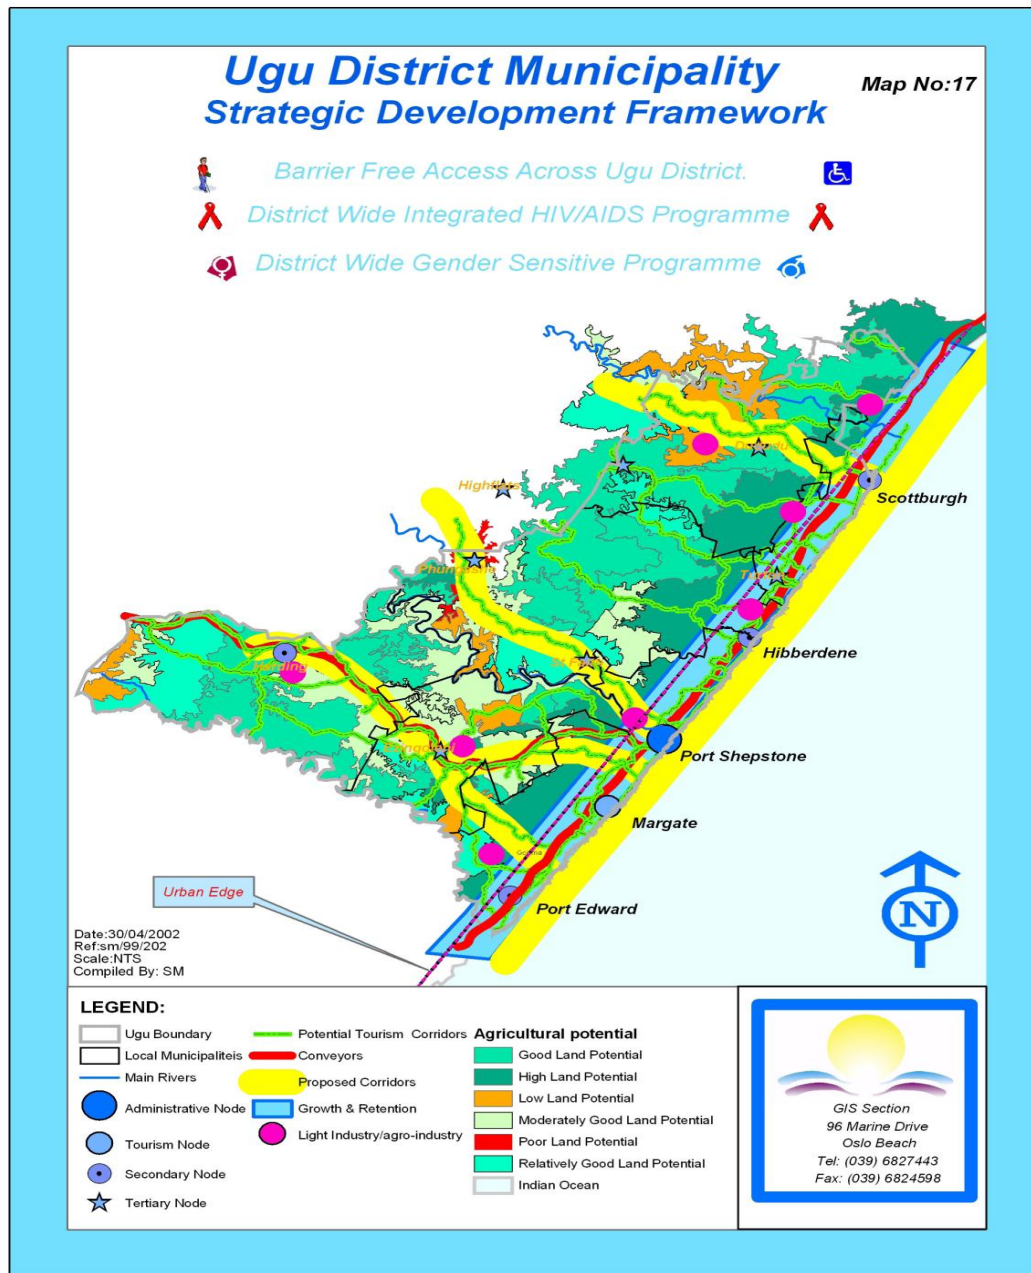 Ugu District Municipality
Map No:17
Strategic Development Framework
Barrier Free Access Across Ugu District.
District Wide Integrated HIV/AIDS Programme
District Wide Gender Sensitive Programme
Highflats
Scottburgh
Hibberdene
Harding
Port Shepstone
Margate
Port Edward
Urban Edge
N
Date:30/04/2002
Ref:sm/99/202
Scale:NTS
Compiled By: SM
LEGEND:
Ugu Boundary
Local Municipaliteis
Main Rivers
Administrative Node
Tourism Node
Secondary Node
Tertiary Node
Potential Tourism Corridors
Conveyors
Proposed Corridors
Growth & Retention
Light Industry/agro-industry
Agricultural potential
Good Land Potential
High Land Potential
Low Land Potential
Moderately Good Land Potential
Poor Land Potential
Relatively Good Land Potential
Indian Ocean
GIS Section
96 Marine Drive
Oslo Beach
Tel: (039) 6827443
Fax: (039) 6824598